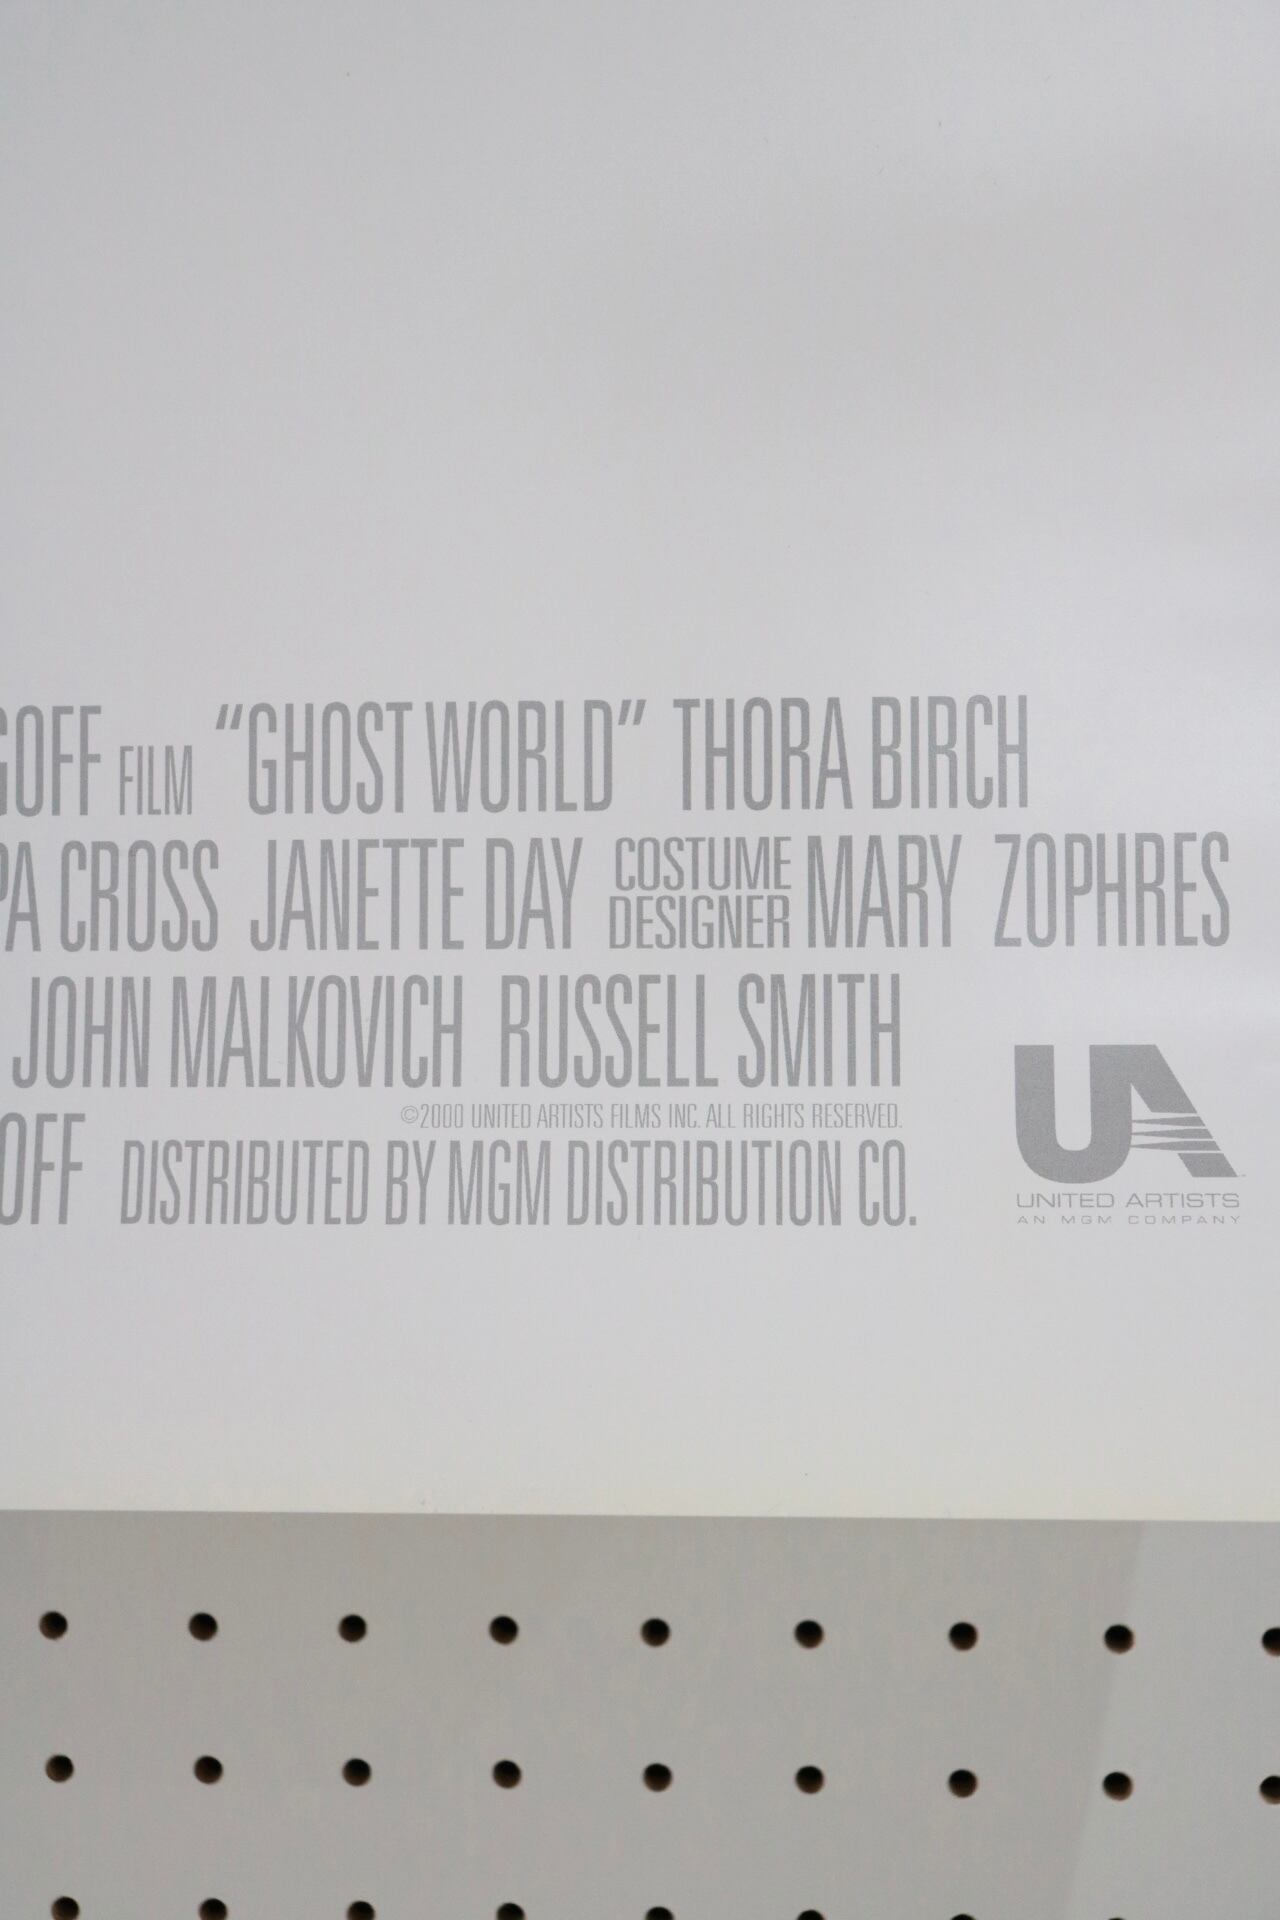 GOFF FILM "GHOST WORLD" THORA BIRCH
PA CROSS JANETTE DAY COSTUME DESIGNER MARY ZOPHRES
JOHN MALKOVICH RUSSELL SMITH
©2000 UNITED ARTISTS FILMS INC. ALL RIGHTS RESERVED.
OFF DISTRIBUTED BY MGM DISTRIBUTION CO.
UA
UNITED ARTISTS
AN MGM COMPANY